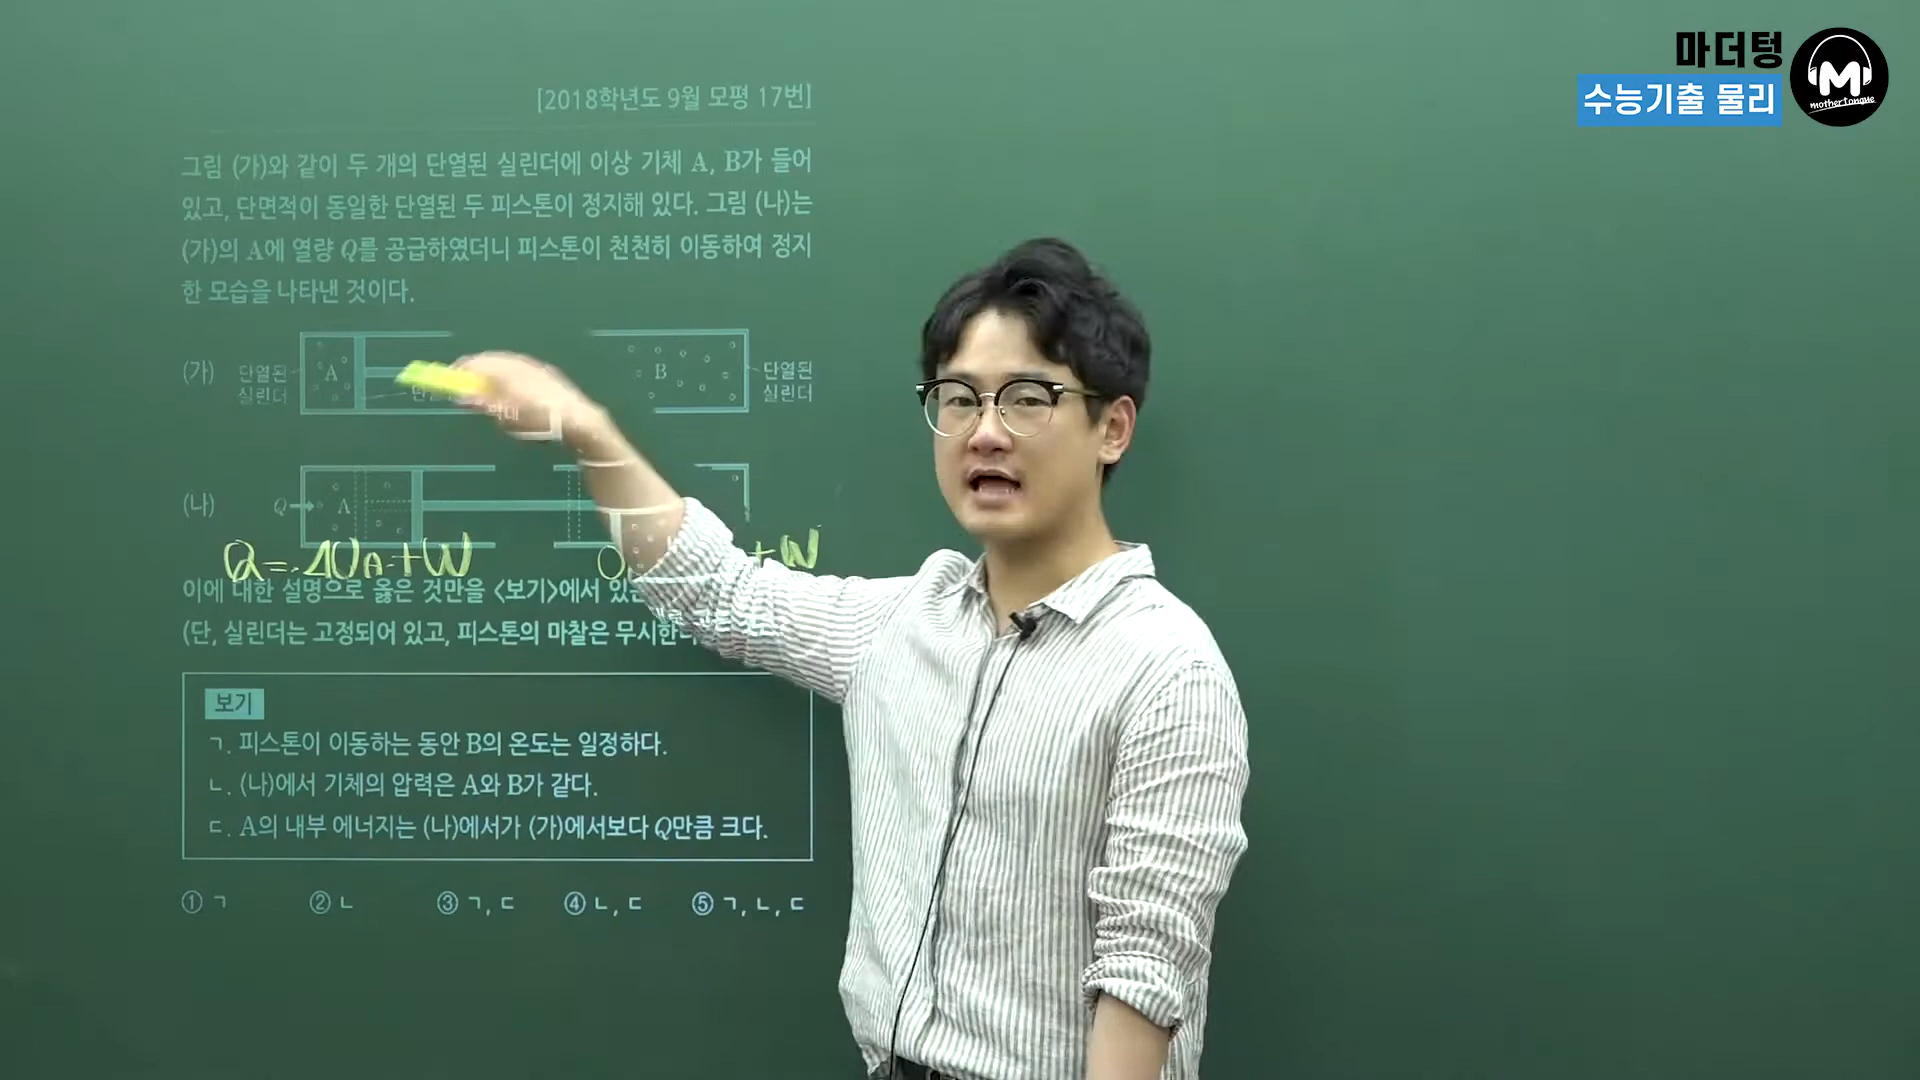 마더텅
수능기출 물리
M
mothertongue
[2018학년도 9월 모평 17번]
그림 (가)와 같이 두 개의 단열된 실린더에 이상 기체 A, B가 들어
있고, 단면적이 동일한 단열된 두 피스톤이 정지해 있다. 그림 (나)는
(가)의 A에 열량 Q를 공급하였더니 피스톤이 천천히 이동하여 정지
한 모습을 나타낸 것이다.
(가) 단열된 실린더 A B 단열된 실린더
(나) Q A
Q = ΔU_A + W + W
이에 대한 설명으로 옳은 것만을 <보기>에서 있는
(단, 실린더는 고정되어 있고, 피스톤의 마찰은 무시한다
보기
ㄱ. 피스톤이 이동하는 동안 B의 온도는 일정하다.
ㄴ. (나)에서 기체의 압력은 A와 B가 같다.
ㄷ. A의 내부 에너지는 (나)에서가 (가)에서보다 Q만큼 크다.
① ㄱ ② ㄴ ③ ㄱ, ㄷ ④ ㄴ, ㄷ ⑤ ㄱ, ㄴ, ㄷ